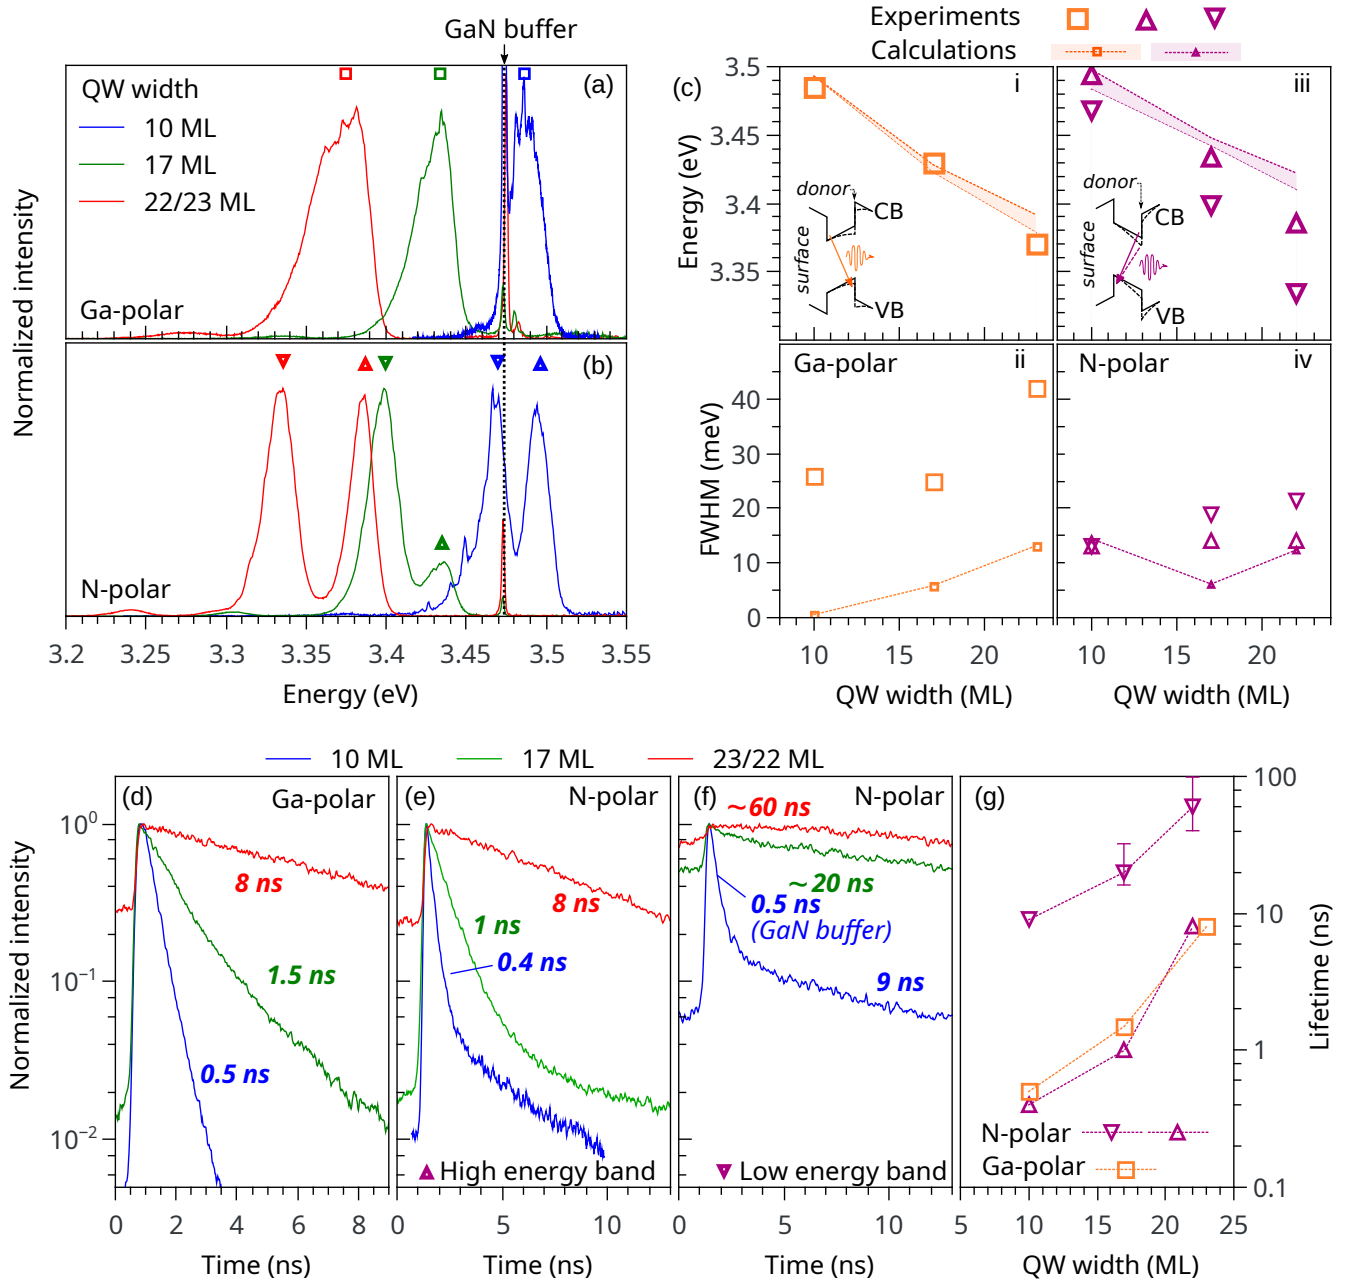 GaN buffer
Experiments
Calculations
QW width
10 ML
17 ML
22/23 ML
(a)
Ga-polar
Normalized intensity
(b)
N-polar
Normalized intensity
3.2 3.25 3.3 3.35 3.4 3.45 3.5 3.55
Energy (eV)
(c)
i
iii
3.5
3.45
3.4
3.35
Energy (eV)
donor
CB
surface
VB
donor
CB
surface
VB
Ga-polar
ii
N-polar
iv
40
30
20
10
0
FWHM (meV)
10 15 20
10 15 20
QW width (ML)
QW width (ML)
10 ML
17 ML
23/22 ML
(d)
Ga-polar
8 ns
1.5 ns
0.5 ns
10⁰
10⁻¹
10⁻²
Normalized intensity
0 2 4 6 8
Time (ns)
(e)
N-polar
8 ns
1 ns
0.4 ns
High energy band
0 5 10
Time (ns)
(f)
N-polar
~60 ns
~20 ns
0.5 ns
(GaN buffer)
9 ns
Low energy band
0 5 10
Time (ns)
(g)
100
10
1
0.1
Lifetime (ns)
N-polar
Ga-polar
5 10 15 20 25
QW width (ML)